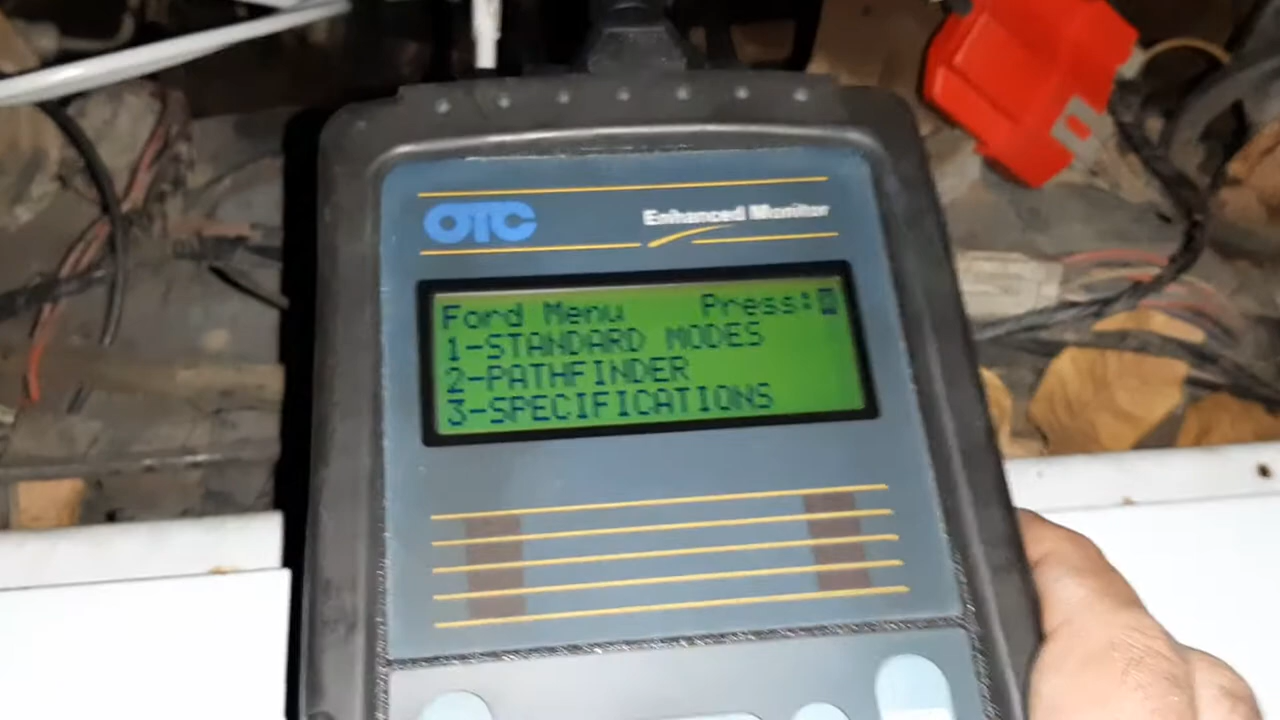 OTC
Enhanced Monitor
Ford Menu Press:
1-STANDARD MODES
2-PATHFINDER
3-SPECIFICATIONS